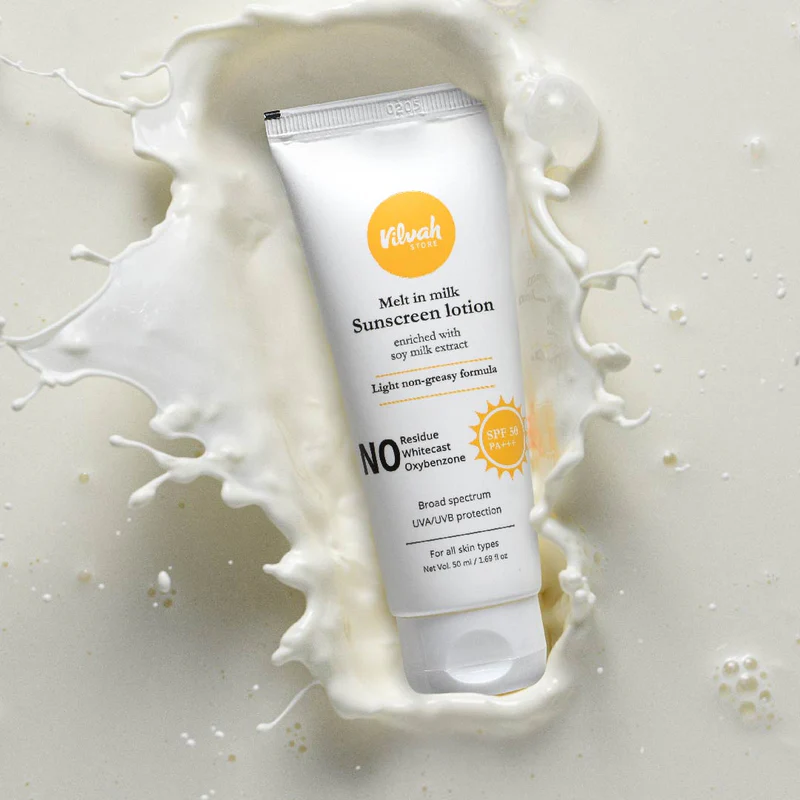 0205
Vilvah
STORE
Melt in milk
Sunscreen lotion
enriched with
soy milk extract
Light non-greasy formula
NO
Residue
Whitecast
Oxybenzone
SPF 50
PA+++
Broad spectrum
UVA/UVB protection
For all skin types
Net Vol. 50 ml / 1.69 fl oz